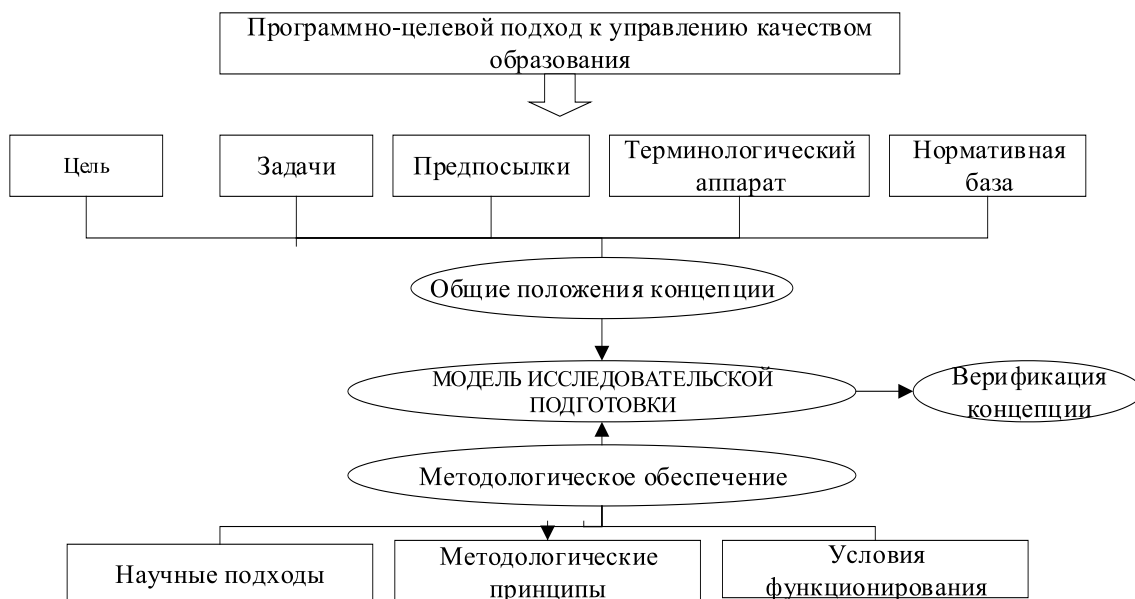 Программно-целевой подход к управлению качеством
образования
Цель
Задачи
Предпосылки
Терминологический
аппарат
Нормативная
база
Общие положения концепции
МОДЕЛЬ ИССЛЕДОВАТЕЛЬСКОЙ
ПОДГОТОВКИ
Верификация
концепции
Методологическое обеспечение
Научные подходы
Методологические
принципы
Условия
функционирования